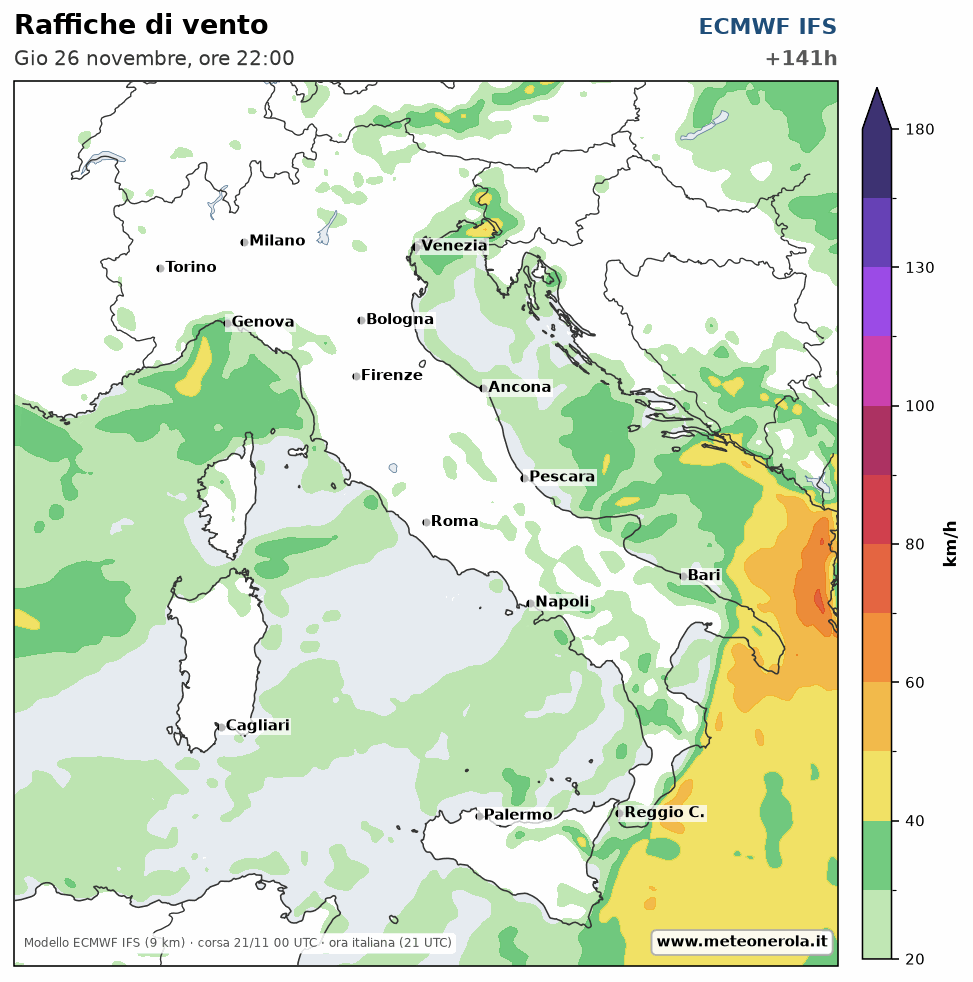 Raffiche di vento
ECMWF IFS
Gio 26 novembre, ore 22:00
+141h
180
130
100
80
60
40
20
km/h
Venezia
Milano
Torino
Genova
Bologna
Firenze
Ancona
Pescara
Roma
Bari
Napoli
Cagliari
Palermo
Reggio C.
Modello ECMWF IFS (9 km) · corsa 21/11 00 UTC · ora italiana (21 UTC)
www.meteonerola.it